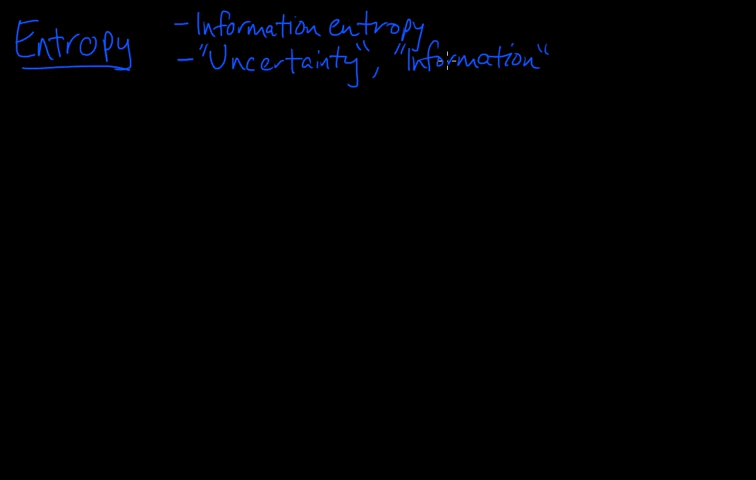 Entropy
- Information entropy
- "Uncertainty", "Information"